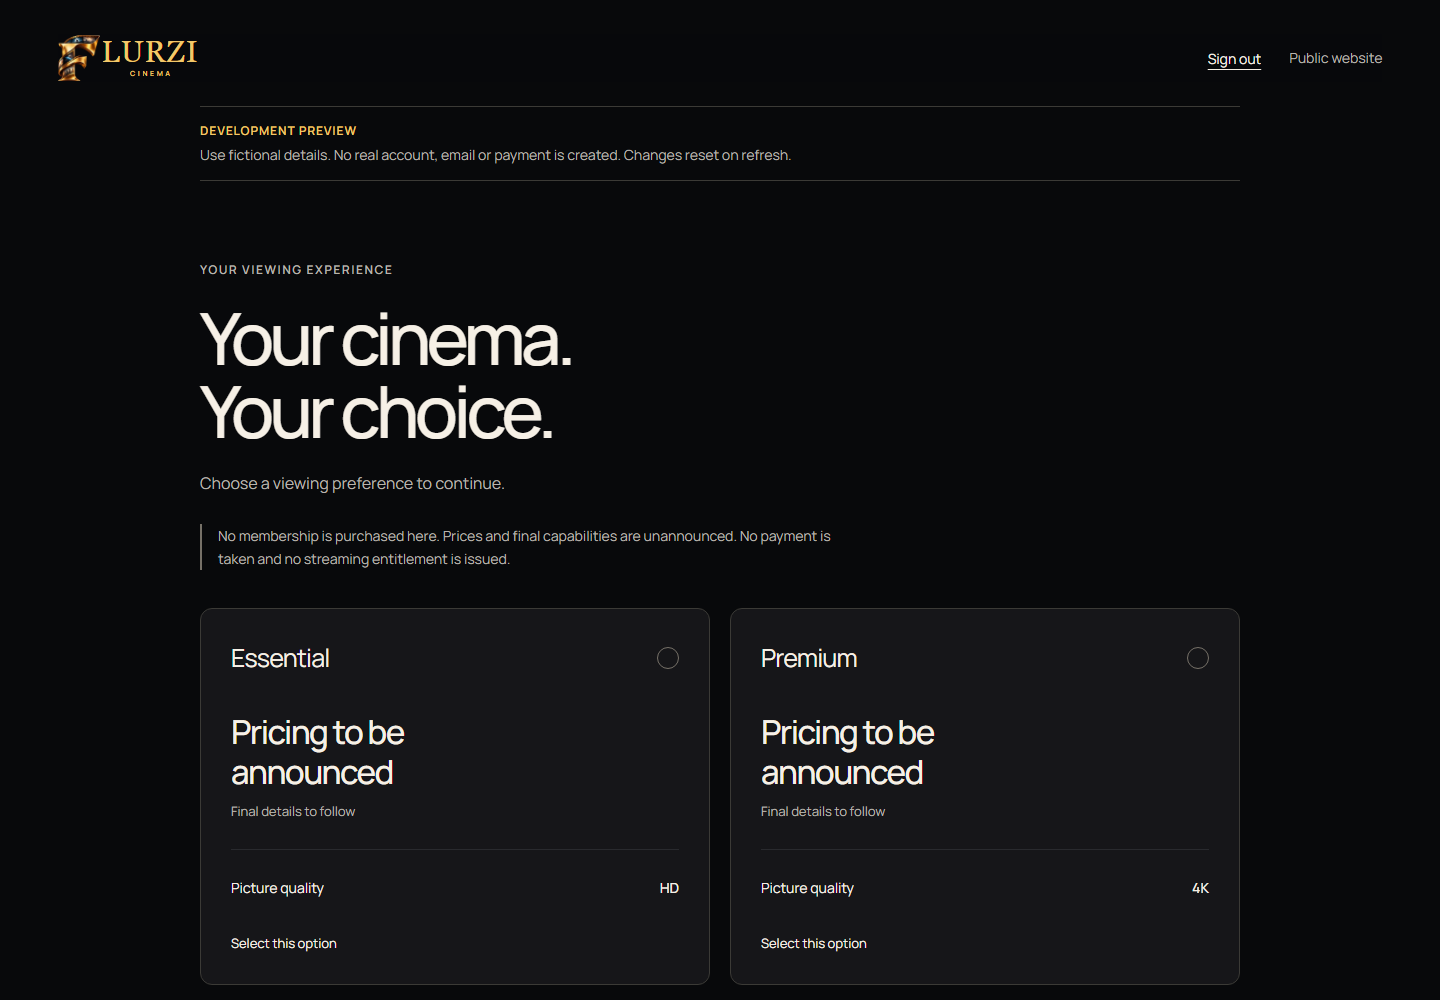 FLURZI
CINEMA
Sign out
Public website
DEVELOPMENT PREVIEW
Use fictional details. No real account, email or payment is created. Changes reset on refresh.
YOUR VIEWING EXPERIENCE
Your cinema.
Your choice.
Choose a viewing preference to continue.
No membership is purchased here. Prices and final capabilities are unannounced. No payment is
taken and no streaming entitlement is issued.
Essential
Pricing to be
announced
Final details to follow
Picture quality
HD
Select this option
Premium
Pricing to be
announced
Final details to follow
Picture quality
4K
Select this option